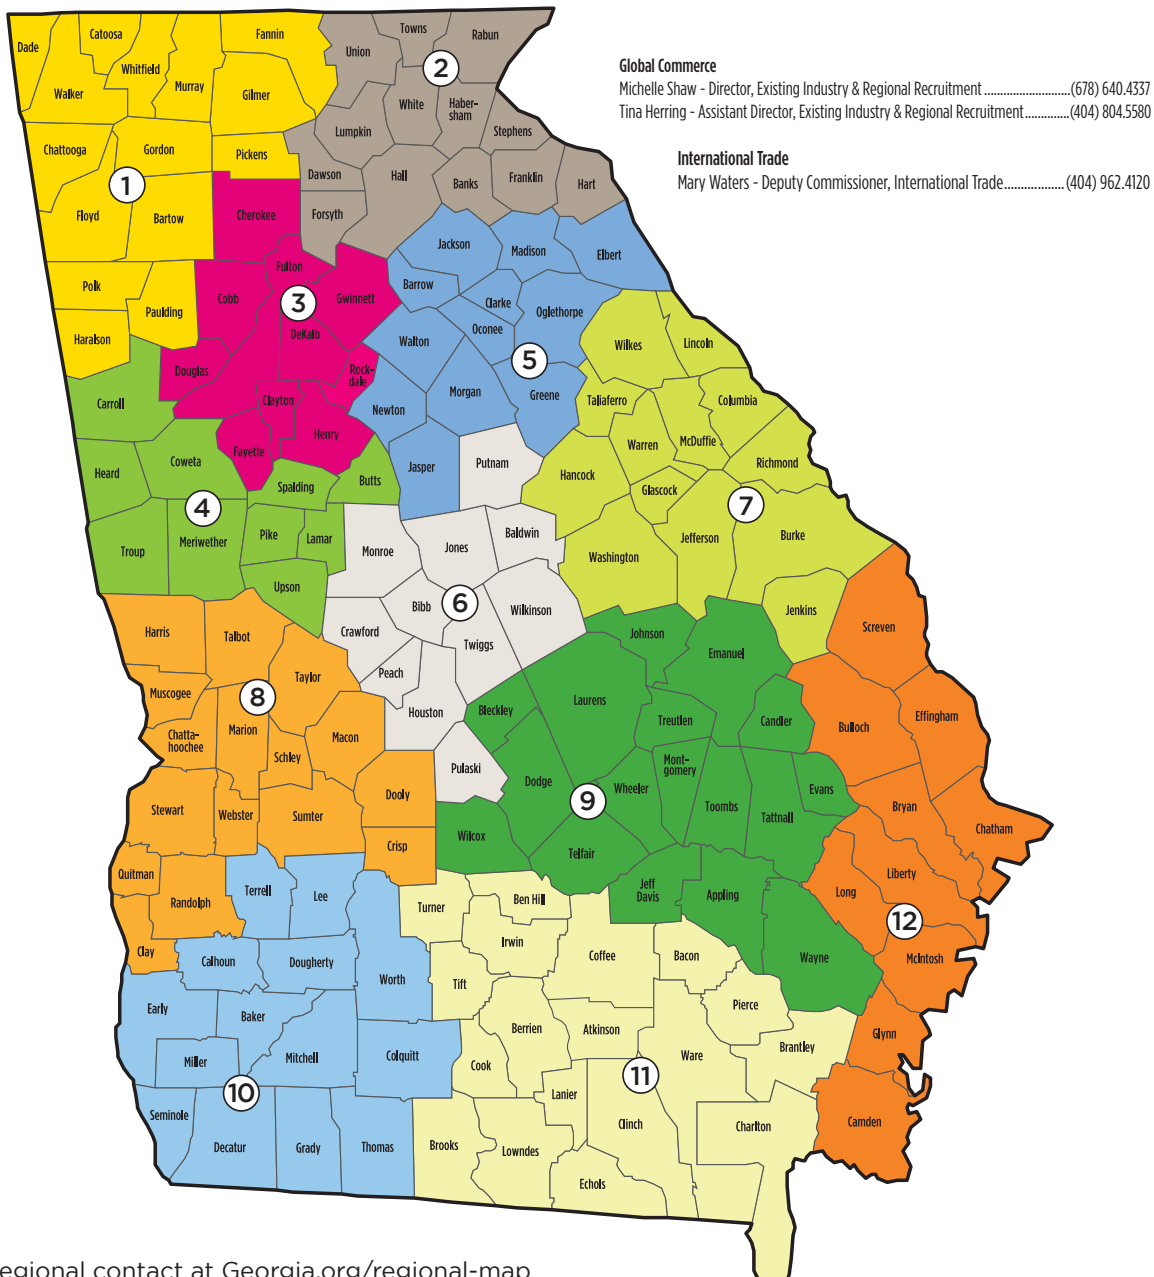 Global Commerce
Michelle Shaw - Director, Existing Industry & Regional Recruitment ............................(678) 640.4337
Tina Herring - Assistant Director, Existing Industry & Regional Recruitment..............(404) 804.5580
International Trade
Mary Waters - Deputy Commissioner, International Trade...................(404) 962.4120
Dade
Catoosa
Fannin
Whitfield
Walker
Murray
Gilmer
Chattooga
Gordon
Pickens
1
Floyd
Bartow
Polk
Paulding
Haralson
Towns
Rabun
Union
2
White
Haber-
sham
Lumpkin
Stephens
Dawson
Hall
Banks
Franklin
Hart
Forsyth
Cherokee
Fulton
Cobb
3
Gwinnett
DeKalb
Douglas
Rock-
dale
Clayton
Henry
Fayette
Carroll
Heard
Coweta
Spalding
Butts
4
Troup
Meriwether
Pike
Lamar
Upson
Jackson
Madison
Elbert
Barrow
Clarke
Oglethorpe
Oconee
Walton
5
Morgan
Greene
Newton
Jasper
Putnam
Monroe
Jones
Baldwin
Bibb
6
Wilkinson
Crawford
Twiggs
Peach
Houston
Pulaski
Wilkes
Lincoln
Taliaferro
Columbia
Warren
McDuffie
Richmond
Hancock
Glascock
7
Washington
Jefferson
Burke
Jenkins
Harris
Talbot
Taylor
Muscogee
8
Chatta-
hoochee
Marion
Macon
Schley
Stewart
Webster
Sumter
Dooly
Crisp
Quitman
Randolph
Clay
Johnson
Emanuel
Laurens
Bleckley
Treutlen
Candler
Mont-
gomery
Dodge
Wheeler
9
Toombs
Evans
Tattnall
Wilcox
Telfair
Jeff
Davis
Appling
Wayne
Terrell
Lee
Calhoun
Dougherty
Worth
Early
Baker
Miller
Mitchell
Colquitt
10
Seminole
Decatur
Grady
Thomas
Turner
Ben Hill
Irwin
Coffee
Bacon
Tift
Pierce
Berrien
Atkinson
Ware
Brantley
Cook
11
Lanier
Clinch
Charlton
Brooks
Lowndes
Echols
Screven
Effingham
Bulloch
Bryan
Chatham
Liberty
Long
12
McIntosh
Glynn
Camden
egional contact at Georgia.org/regional-map